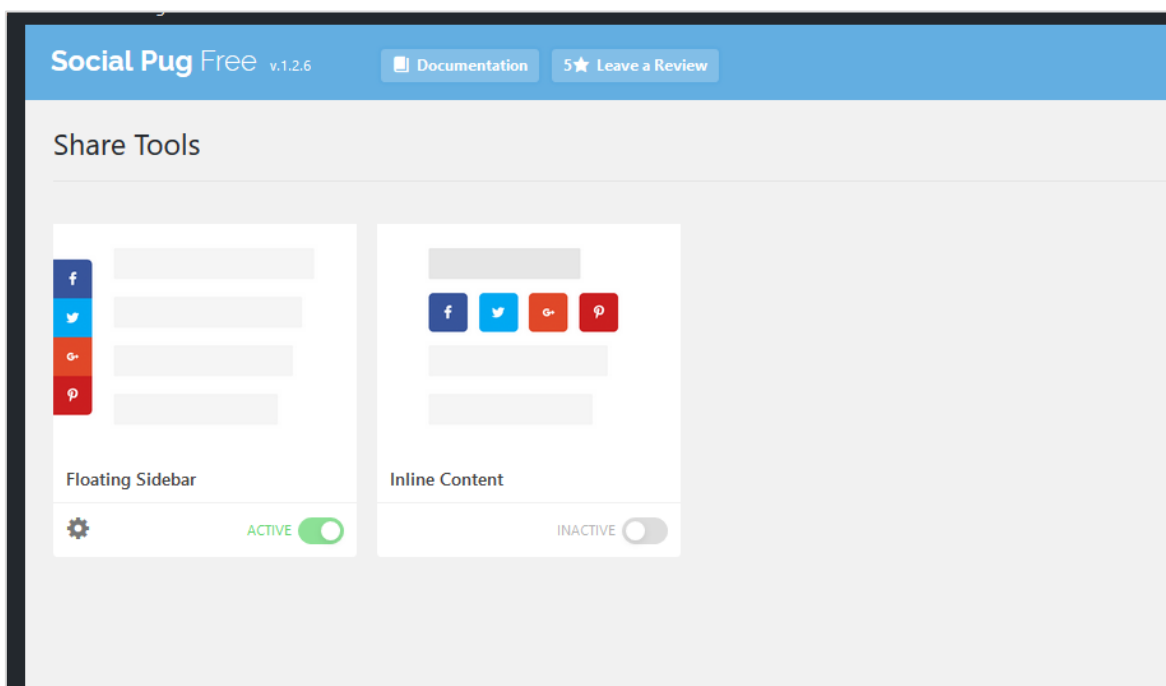 Social Pug Free v.1.2.6
Documentation
5 Leave a Review
Share Tools
Floating Sidebar
ACTIVE
Inline Content
INACTIVE